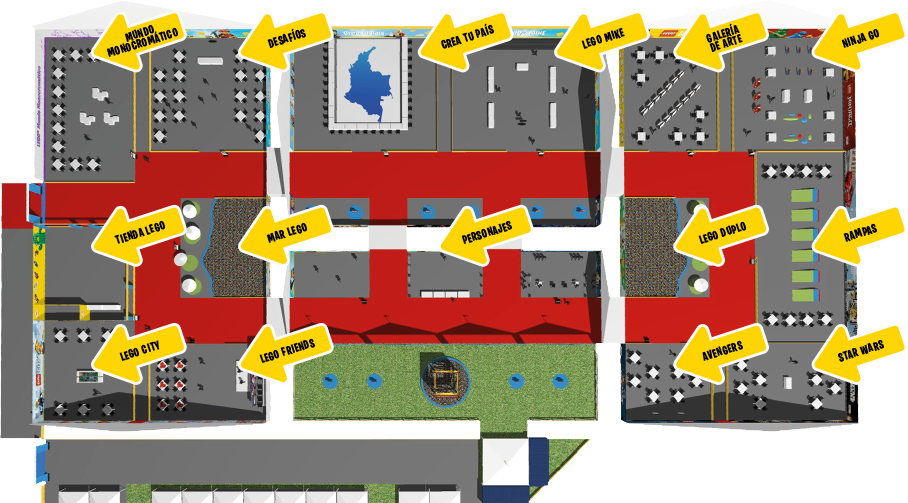 MUNDO
MONOCROMÁTICO
DESAFÍOS
CREA TU PAÍS
LEGO MIKE
GALERÍA
DE ARTE
NINJA GO
TIENDA LEGO
MAR LEGO
PERSONAJES
LEGO DUPLO
RAMPAS
LEGO CITY
LEGO FRIENDS
AVENGERS
STAR WARS